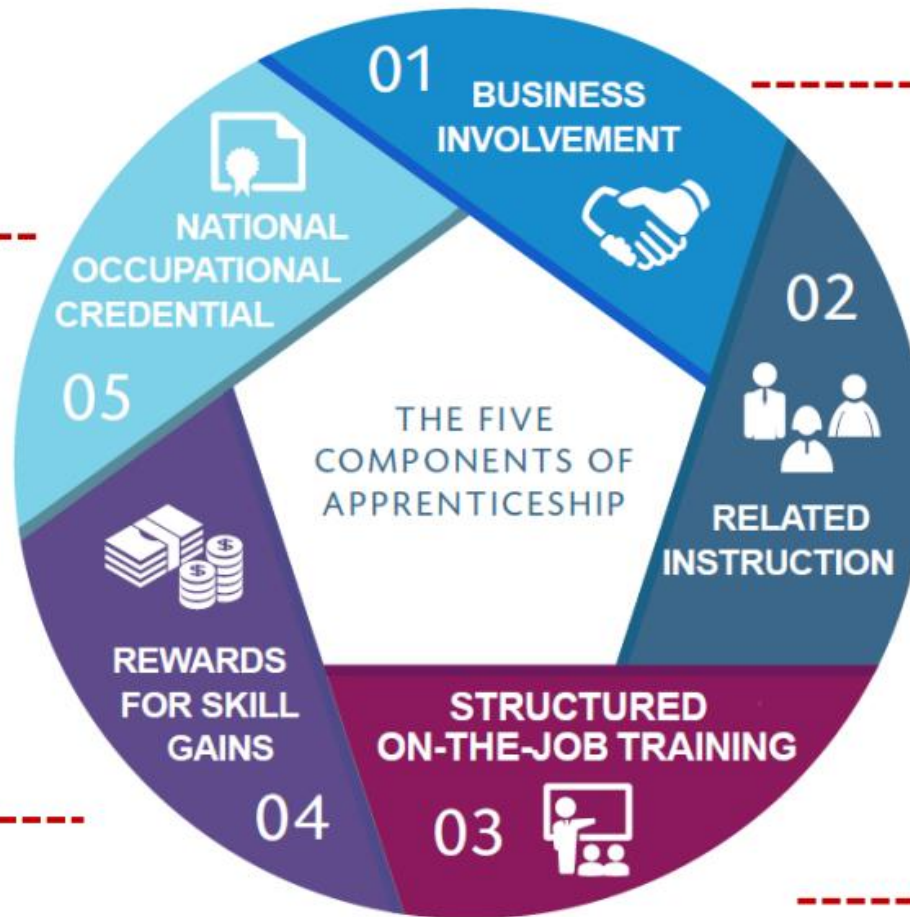 01
BUSINESS
INVOLVEMENT
02
RELATED
INSTRUCTION
STRUCTURED
ON-THE-JOB TRAINING
03
REWARDS
FOR SKILL
GAINS
04
NATIONAL
OCCUPATIONAL
CREDENTIAL
05
THE FIVE
COMPONENTS OF
APPRENTICESHIP
$
$